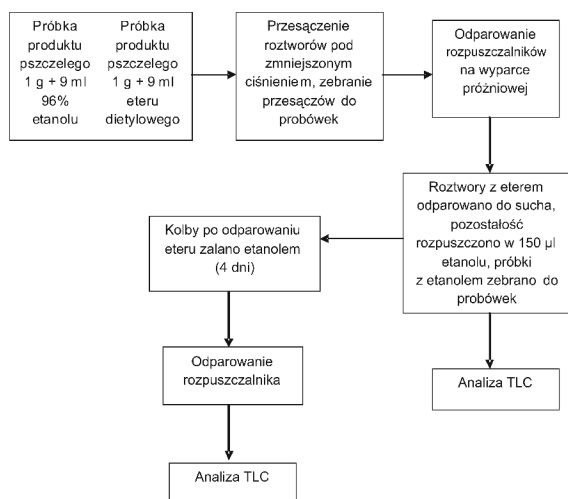 Próbka
produktu
pszczelego
1 g + 9 ml
96%
etanolu
Próbka
produktu
pszczelego
1 g + 9 ml
eteru
dietylowego
Przesączenie
roztworów pod
zmniejszonym
ciśnieniem, zebranie
przesączów do
probówek
Odparowanie
rozpuszczalników
na wyparce
próżniowej
Roztwory z eterem
odparowano do sucha,
pozostałość
rozpuszczono w 150 µl
etanolu, próbki
z etanolem zebrano do
probówek
Kolby po odparowaniu
eteru zalano etanolem
(4 dni)
Odparowanie
rozpuszczalnika
Analiza TLC
Analiza TLC